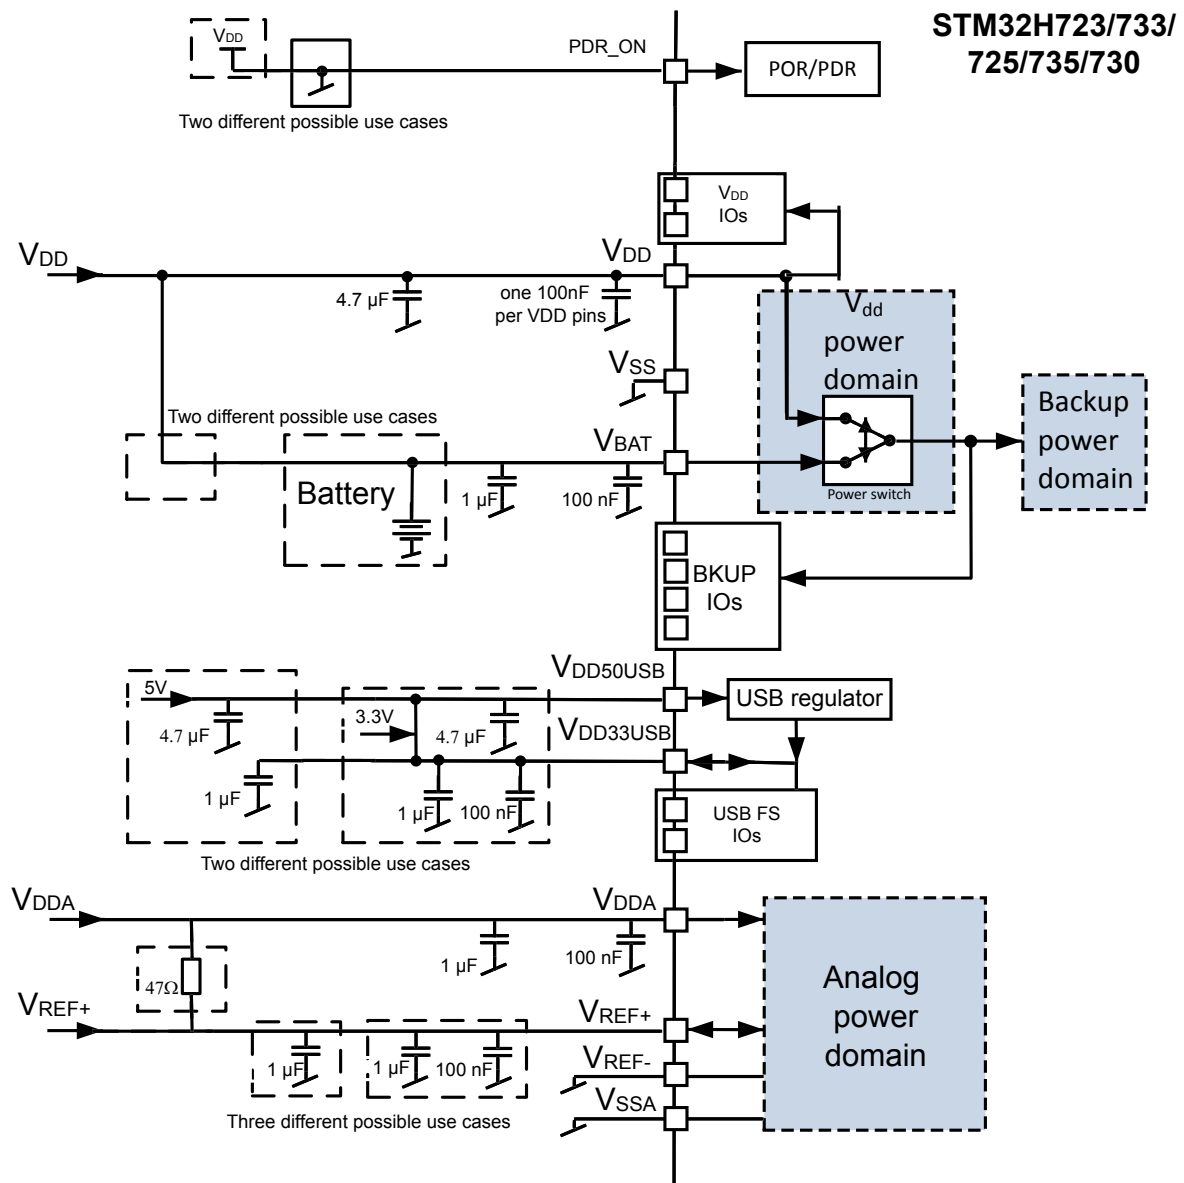 STM32H723/733/
725/735/730
VDD
PDR_ON
POR/PDR
Two different possible use cases
VDD
IOs
VDD
VDD
4.7 µF
one 100nF
per VDD pins
Vdd
power
domain
VSS
Two different possible use cases
Backup
power
domain
VBAT
Battery
1 µF
100 nF
Power switch
BKUP
IOs
VDD50USB
5V
USB regulator
3.3V
VDD33USB
4.7 µF
4.7 µF
1 µF
1 µF
100 nF
USB FS
IOs
Two different possible use cases
VDDA
VDDA
1 µF
100 nF
47Ω
Analog
power
domain
VREF+
VREF+
1 µF
1 µF
100 nF
VREF-
VSSA
Three different possible use cases